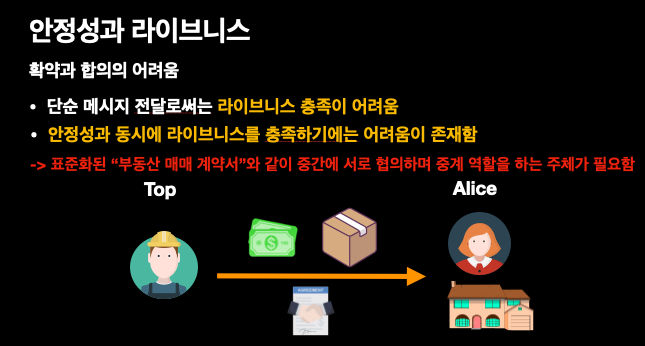 안정성과 라이브니스
확약과 합의의 어려움
• 단순 메시지 전달로써는 라이브니스 충족이 어려움
• 안정성과 동시에 라이브니스를 충족하기에는 어려움이 존재함
-> 표준화된 “부동산 매매 계약서”와 같이 중간에 서로 협의하며 중계 역할을 하는 주체가 필요함
Top
Alice
AGREEMENT